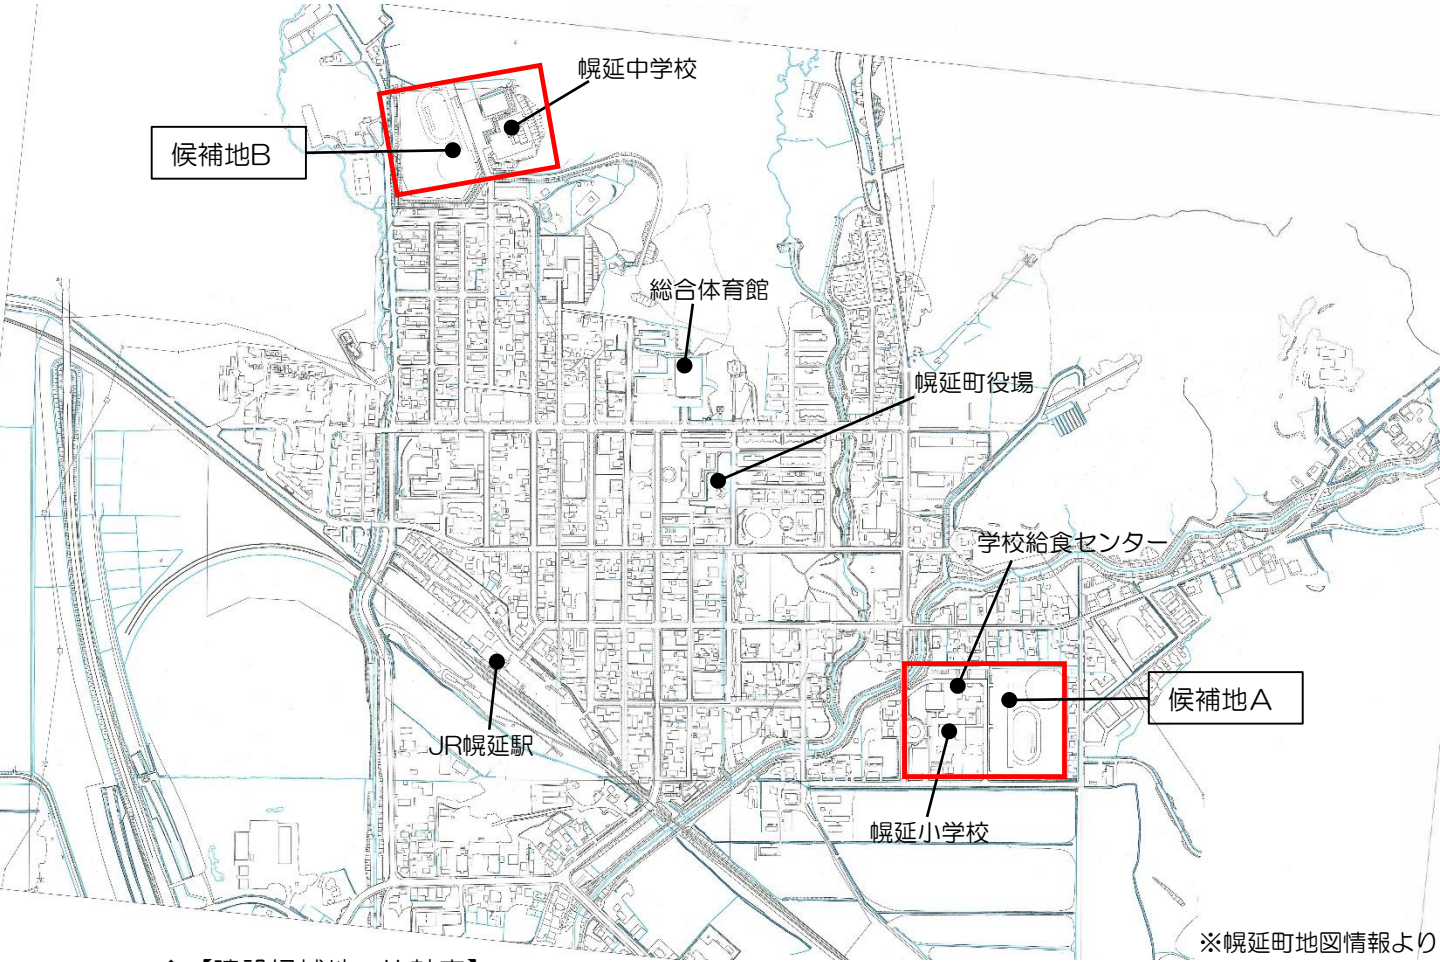 幌延中学校
候補地B
総合体育館
幌延町役場
学校給食センター
候補地A
JR幌延駅
幌延小学校
※幌延町地図情報より